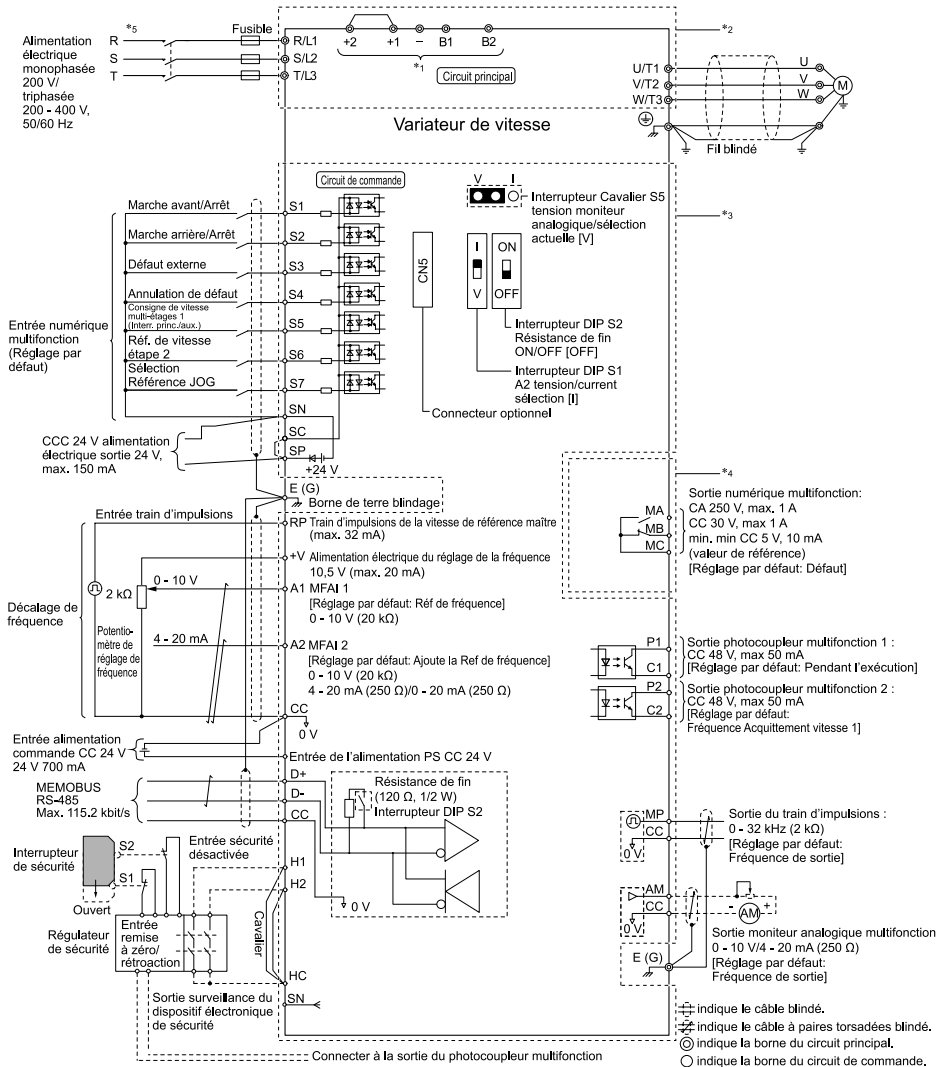 *5
Fusible
*2
Alimentation
électrique
monophasée
200 V/
triphasée
200 - 400 V,
50/60 Hz
R
S
T
R/L1
S/L2
T/L3
+2
+1
–
B1
B2
*1
Circuit principal
U/T1
V/T2
W/T3
U
V
W
M
Fil blindé
Variateur de vitesse
Circuit de commande
V
I
Interrupteur Cavalier S5
tension moniteur
analogique/sélection
actuelle [V]
*3
Entrée numérique
multifonction
(Réglage par
défaut)
Marche avant/Arrêt
S1
Marche arrière/Arrêt
S2
Défaut externe
S3
Annulation de défaut
S4
Consigne de vitesse
multi-étages 1
(Interr. princ./aux.)
S5
Réf. de vitesse
étape 2
S6
Sélection
Référence JOG
S7
CN5
I
V
ON
OFF
Interrupteur DIP S2
Résistance de fin
ON/OFF [OFF]
Interrupteur DIP S1
A2 tension/current
sélection [I]
Connecteur optionnel
SN
SC
SP
+24 V
CCC 24 V alimentation
électrique sortie 24 V,
max. 150 mA
E (G)
Borne de terre blindage
*4
MA
MB
MC
Sortie numérique multifonction:
CA 250 V, max. 1 A
CC 30 V, max 1 A
min. min CC 5 V, 10 mA
(valeur de référence)
[Réglage par défaut: Défaut]
Entrée train d'impulsions
RP Train d'impulsions de la vitesse de référence maître
(max. 32 mA)
+V Alimentation électrique du réglage de la fréquence
10,5 V (max. 20 mA)
Décalage de
fréquence
2 kΩ
0 - 10 V
A1 MFAI 1
[Réglage par défaut: Réf de fréquence]
0 - 10 V (20 kΩ)
Potentio-
mètre de
réglage de
fréquence
4 - 20 mA
A2 MFAI 2
[Réglage par défaut: Ajoute la Ref de fréquence]
0 - 10 V (20 kΩ)
4 - 20 mA (250 Ω)/0 - 20 mA (250 Ω)
CC
0 V
P1
C1
Sortie photocoupleur multifonction 1 :
CC 48 V, max 50 mA
[Réglage par défaut: Pendant l'exécution]
P2
C2
Sortie photocoupleur multifonction 2 :
CC 48 V, max 50 mA
[Réglage par défaut:
Fréquence Acquittement vitesse 1]
Entrée alimentation
commande CC 24 V
24 V 700 mA
Entrée de l'alimentation PS CC 24 V
MEMOBUS
RS-485
Max. 115.2 kbit/s
D+
D-
CC
Résistance de fin
(120 Ω, 1/2 W)
Interrupteur DIP S2
0 V
MP
CC
0 V
Sortie du train d'impulsions :
0 - 32 kHz (2 kΩ)
[Réglage par défaut:
Fréquence de sortie]
Interrupteur
de sécurité
S2
S1
Ouvert
Entrée sécurité
désactivée
H1
H2
Cavalier
HC
Régulateur
de sécurité
Entrée
remise
à zéro/
rétroaction
Sortie surveillance du
dispositif électronique
de sécurité
SN
AM
CC
0 V
-
AM
+
Sortie moniteur analogique multifonction
0 - 10 V/4 - 20 mA (250 Ω)
[Réglage par défaut:
Fréquence de sortie]
E (G)
Connecter à la sortie du photocoupleur multifonction
indique le câble blindé.
indique le câble à paires torsadées blindé.
indique la borne du circuit principal.
indique la borne du circuit de commande.